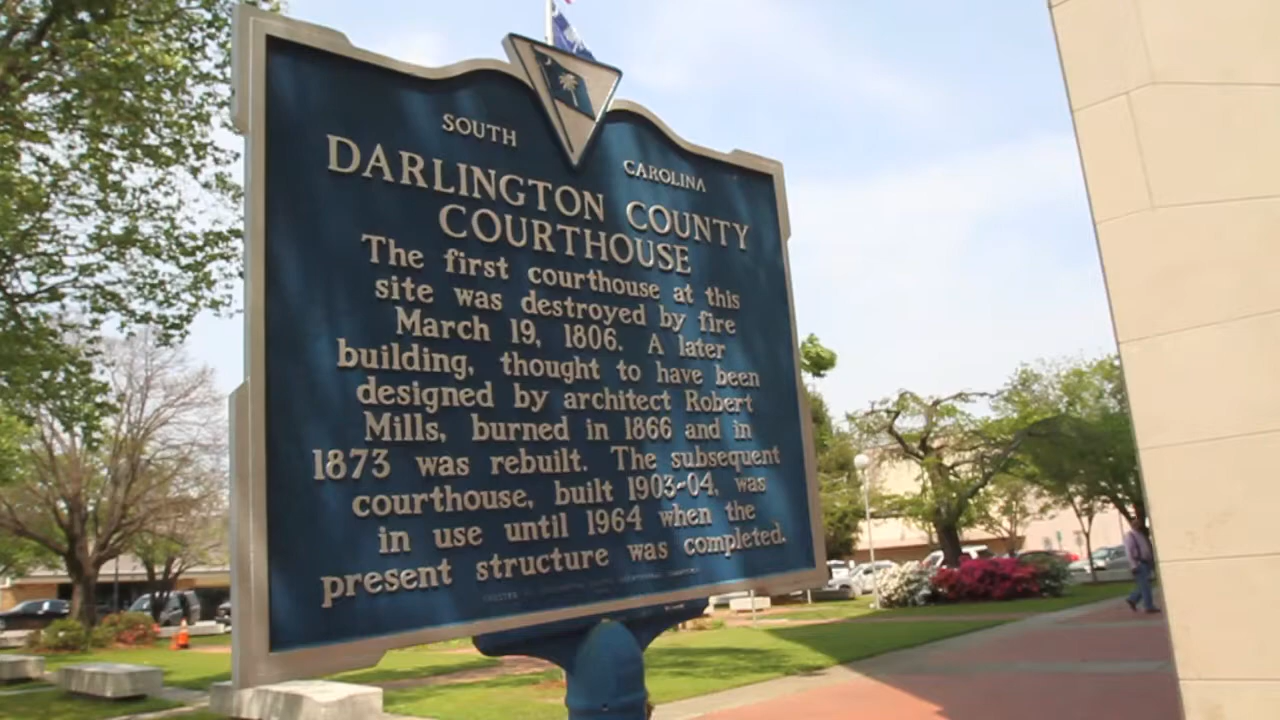 SOUTH CAROLINA
DARLINGTON COUNTY
COURTHOUSE
The first courthouse at this
site was destroyed by fire
March 19, 1806. A later
building, thought to have been
designed by architect Robert
Mills, burned in 1866 and in
1873 was rebuilt. The subsequent
courthouse, built 1903-04, was
in use until 1964 when the
present structure was completed.